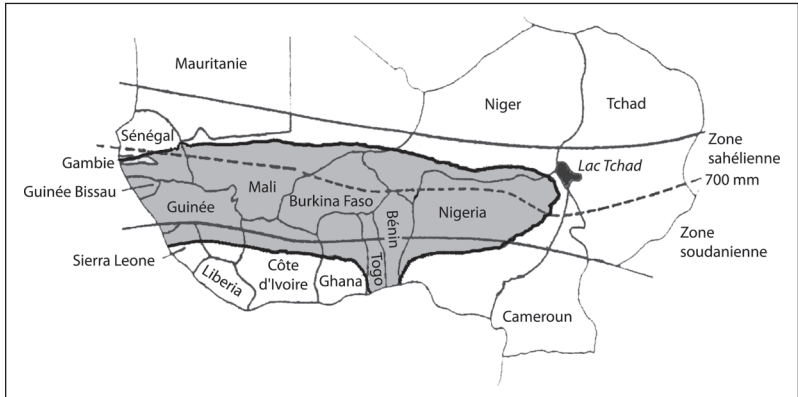 Mauritanie
Niger
Tchad
Sénégal
Zone
sahélienne
Gambie
Lac Tchad
700 mm
Guinée Bissau
Mali
Burkina Faso
Guinée
Bénin
Nigeria
Zone
soudanienne
Sierra Leone
Liberia
Côte
d'Ivoire
Ghana
Togo
Cameroun